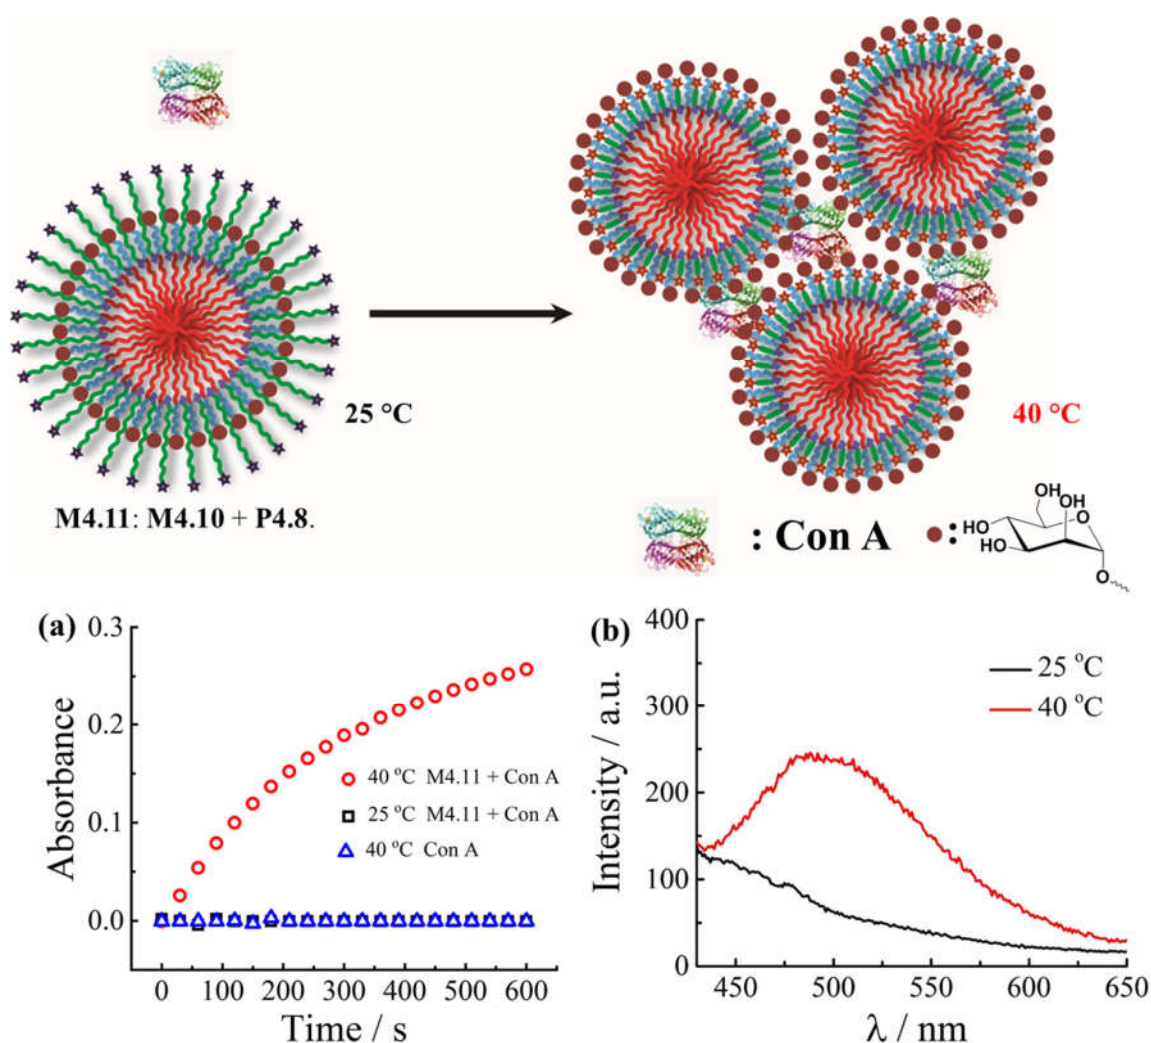 25 °C
40 °C
M4.11: M4.10 + P4.8.
: Con A
:
OH
OH
HO
HO
O
O
(a)
0.3
0.2
0.1
0.0
Absorbance
40 °C M4.11 + Con A
25 °C M4.11 + Con A
40 °C Con A
0 100 200 300 400 500 600
Time / s
(b)
400
300
200
100
0
Intensity / a.u.
25 °C
40 °C
450 500 550 600 650
λ / nm